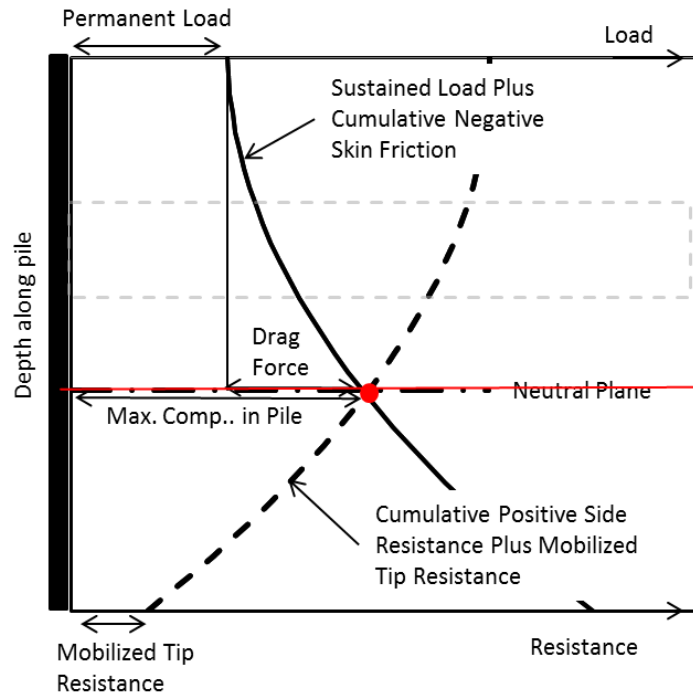 Permanent Load
Load
Sustained Load Plus
Cumulative Negative
Skin Friction
Depth along pile
Drag
Force
Neutral Plane
Max. Comp.. in Pile
Cumulative Positive Side
Resistance Plus Mobilized
Tip Resistance
Resistance
Mobilized Tip
Resistance